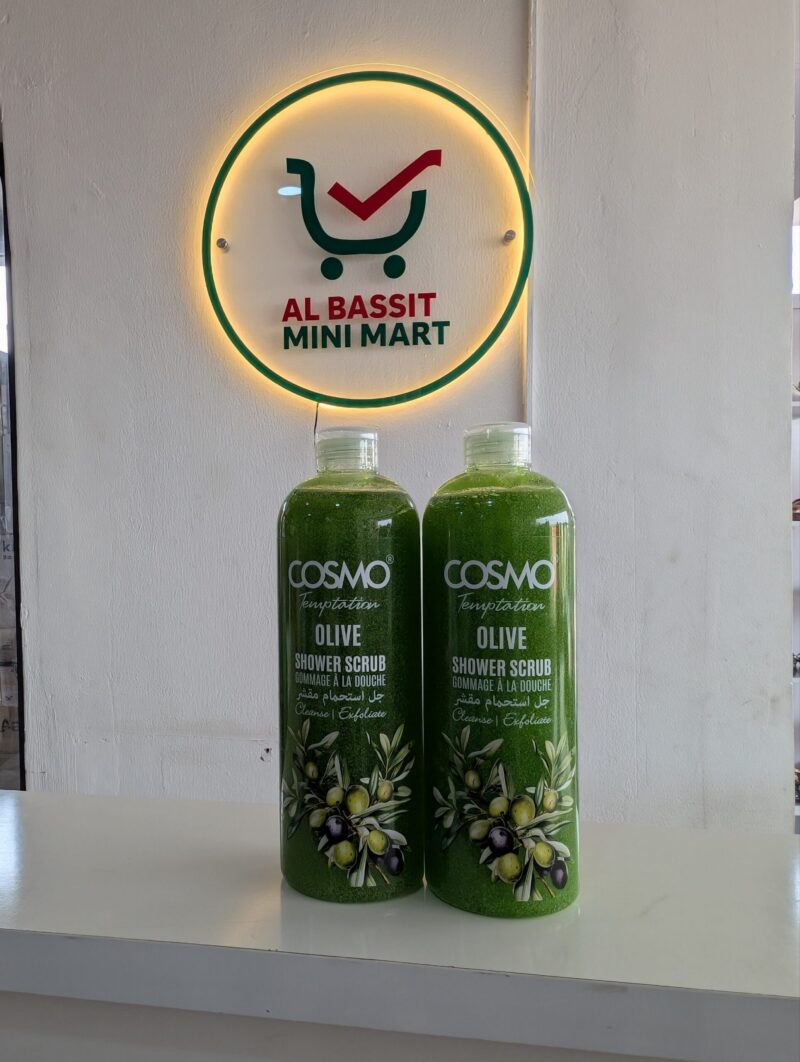 AL BASSIT
MINI MART
COSMO®
Temptation
OLIVE
SHOWER SCRUB
GOMMAGE À LA DOUCHE
جل استحمام مقشر
Cleanse | Exfoliate
COSMO
Temptation
OLIVE
SHOWER SCRUB
GOMMAGE À LA DOUCHE
جل استحمام مقشر
Cleanse | Exfoliate